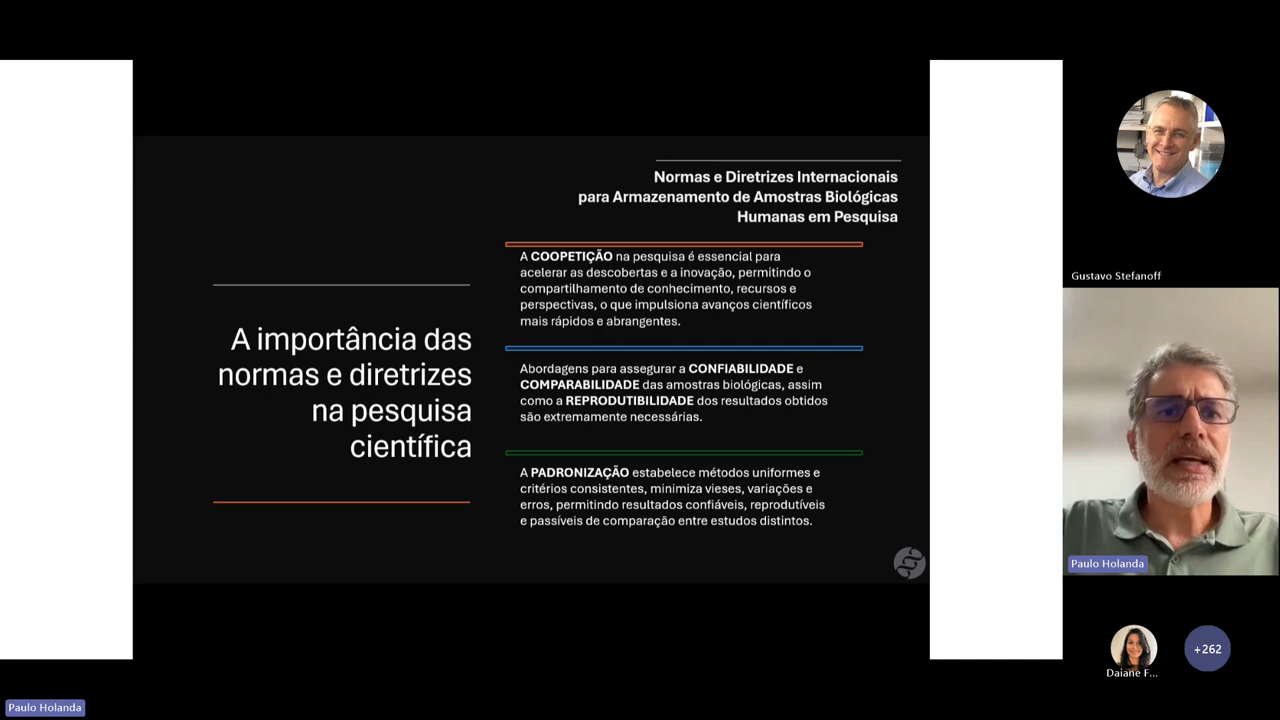 Normas e Diretrizes Internacionais
para Armazenamento de Amostras Biológicas
Humanas em Pesquisa
A importância das
normas e diretrizes
na pesquisa
científica
A COOPETIÇÃO na pesquisa é essencial para
acelerar as descobertas e a inovação, permitindo o
compartilhamento de conhecimento, recursos e
perspectivas, o que impulsiona avanços científicos
mais rápidos e abrangentes.
Abordagens para assegurar a CONFIABILIDADE e
COMPARABILIDADE das amostras biológicas, assim
como a REPRODUTIBILIDADE dos resultados obtidos
são extremamente necessárias.
A PADRONIZAÇÃO estabelece métodos uniformes e
critérios consistentes, minimiza vieses, variações e
erros, permitindo resultados confiáveis, reprodutíveis
e passíveis de comparação entre estudos distintos.
Gustavo Stefanoff
Paulo Holanda
Daiane F...
+262
Paulo Holanda